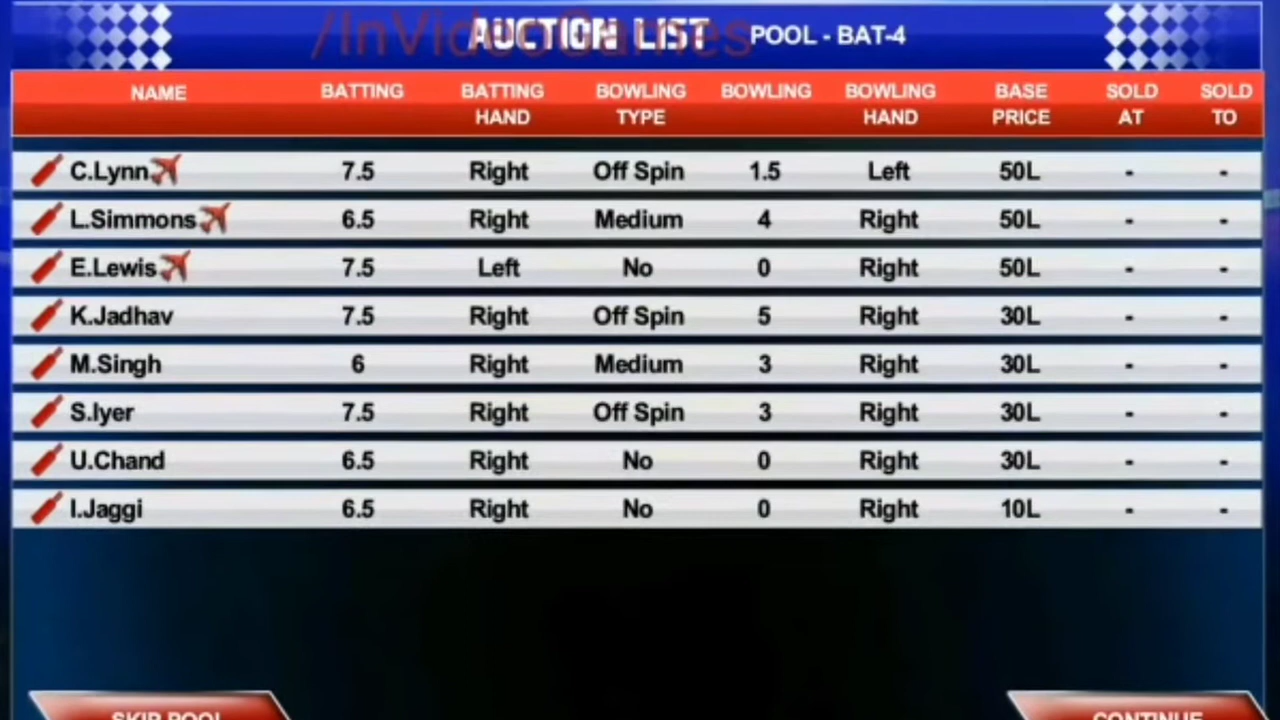 /InVideoGames
AUCTION LIST POOL - BAT-4
NAME BATTING BATTING HAND BOWLING TYPE BOWLING BOWLING HAND BASE PRICE SOLD AT SOLD TO
C.Lynn 7.5 Right Off Spin 1.5 Left 50L - -
L.Simmons 6.5 Right Medium 4 Right 50L - -
E.Lewis 7.5 Left No 0 Right 50L - -
K.Jadhav 7.5 Right Off Spin 5 Right 30L - -
M.Singh 6 Right Medium 3 Right 30L - -
S.Iyer 7.5 Right Off Spin 3 Right 30L - -
U.Chand 6.5 Right No 0 Right 30L - -
I.Jaggi 6.5 Right No 0 Right 10L - -
SKIP POOL CONTINUE